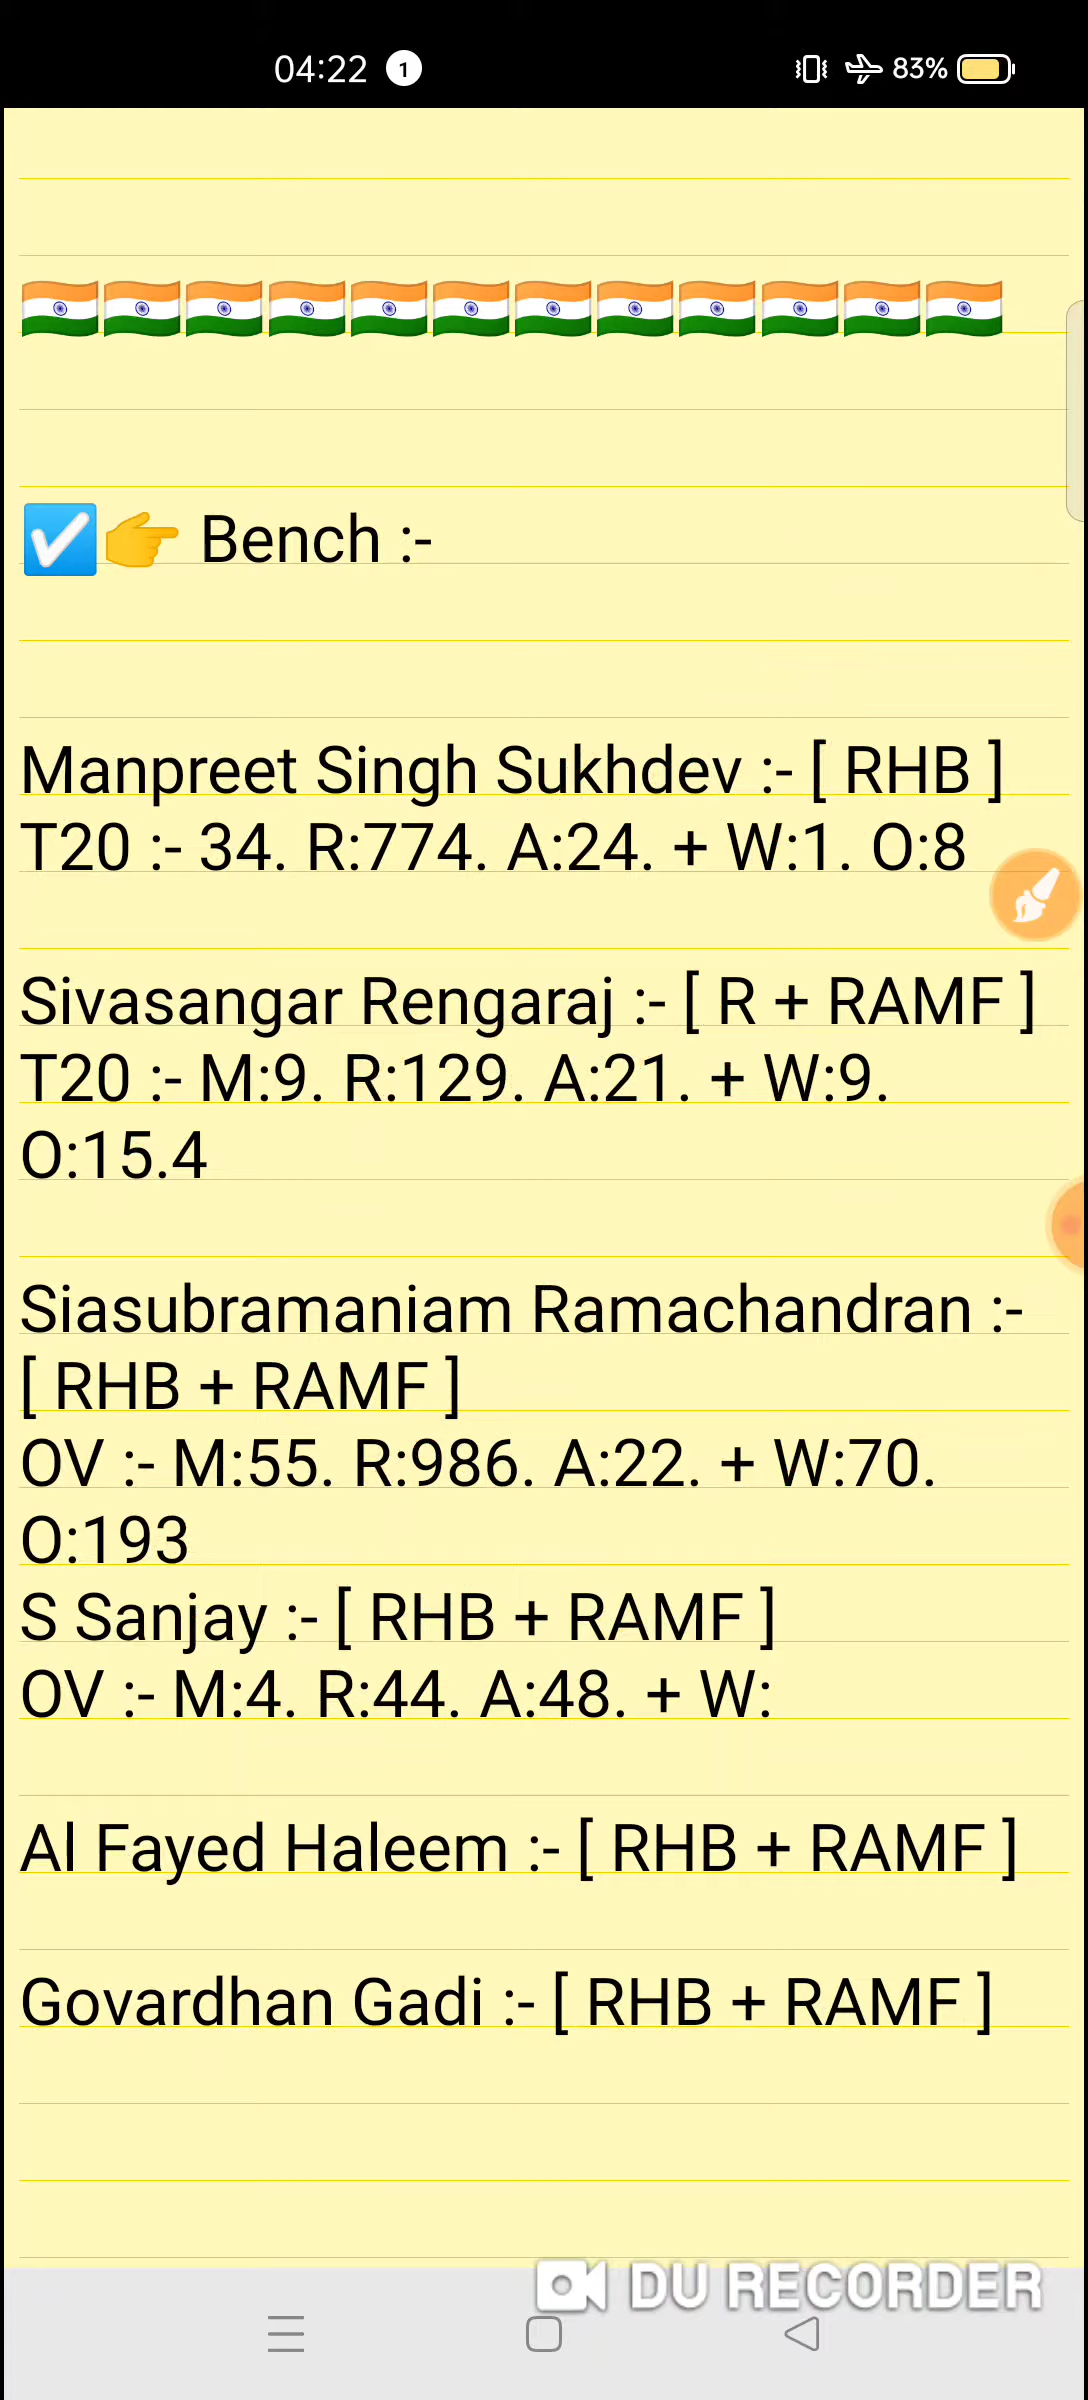 04:22 1 83%
🇮🇳🇮🇳🇮🇳🇮🇳🇮🇳🇮🇳🇮🇳🇮🇳🇮🇳🇮🇳🇮🇳🇮🇳
☑️👉 Bench :-
Manpreet Singh Sukhdev :- [ RHB ]
T20 :- 34. R:774. A:24. + W:1. O:8
Sivasangar Rengaraj :- [ R + RAMF ]
T20 :- M:9. R:129. A:21. + W:9.
O:15.4
Siasubramaniam Ramachandran :-
[ RHB + RAMF ]
OV :- M:55. R:986. A:22. + W:70.
O:193
S Sanjay :- [ RHB + RAMF ]
OV :- M:4. R:44. A:48. + W:
Al Fayed Haleem :- [ RHB + RAMF ]
Govardhan Gadi :- [ RHB + RAMF ]
DU RECORDER